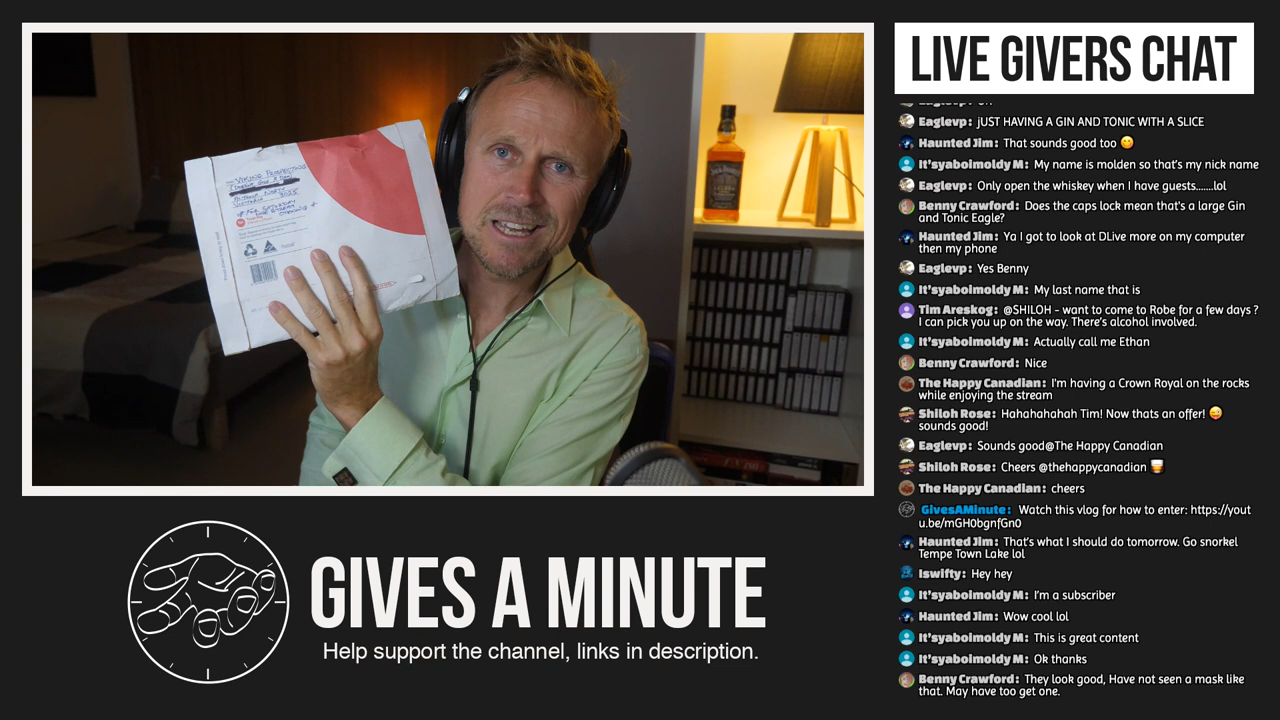 VIKING PERSPECTIVES
VICTORIA
LIVE STREAM
Jack Daniel's
GIVES A MINUTE
Help support the channel, links in description.
LIVE GIVERS CHAT
Eaglevp:
Eaglevp: jUST HAVING A GIN AND TONIC WITH A SLICE
Haunted Jim: That sounds good too 😋
It'syaboimoldy M: My name is molden so that's my nick name
Eaglevp: Only open the whiskey when I have guests.......lol
Benny Crawford: Does the caps lock mean that's a large Gin
and Tonic Eagle?
Haunted Jim: Ya I got to look at DLive more on my computer
then my phone
Eaglevp: Yes Benny
It'syaboimoldy M: My last name that is
Tim Areskog: @SHILOH - want to come to Robe for a few days ?
I can pick you up on the way. There's alcohol involved.
It'syaboimoldy M: Actually call me Ethan
Benny Crawford: Nice
The Happy Canadian: I'm having a Crown Royal on the rocks
while enjoying the stream
Shiloh Rose: Hahahahahah Tim! Now thats an offer! 😜
sounds good!
Eaglevp: Sounds good@The Happy Canadian
Shiloh Rose: Cheers @thehappycanadian 🥃
The Happy Canadian: cheers
GivesAMinute: Watch this vlog for how to enter: https://yout
u.be/mGH0bgnfGn0
Haunted Jim: That's what I should do tomorrow. Go snorkel
Tempe Town Lake lol
Iswifty: Hey hey
It'syaboimoldy M: I'm a subscriber
Haunted Jim: Wow cool lol
It'syaboimoldy M: This is great content
It'syaboimoldy M: Ok thanks
Benny Crawford: They look good, Have not seen a mask like
that. May have too get one.